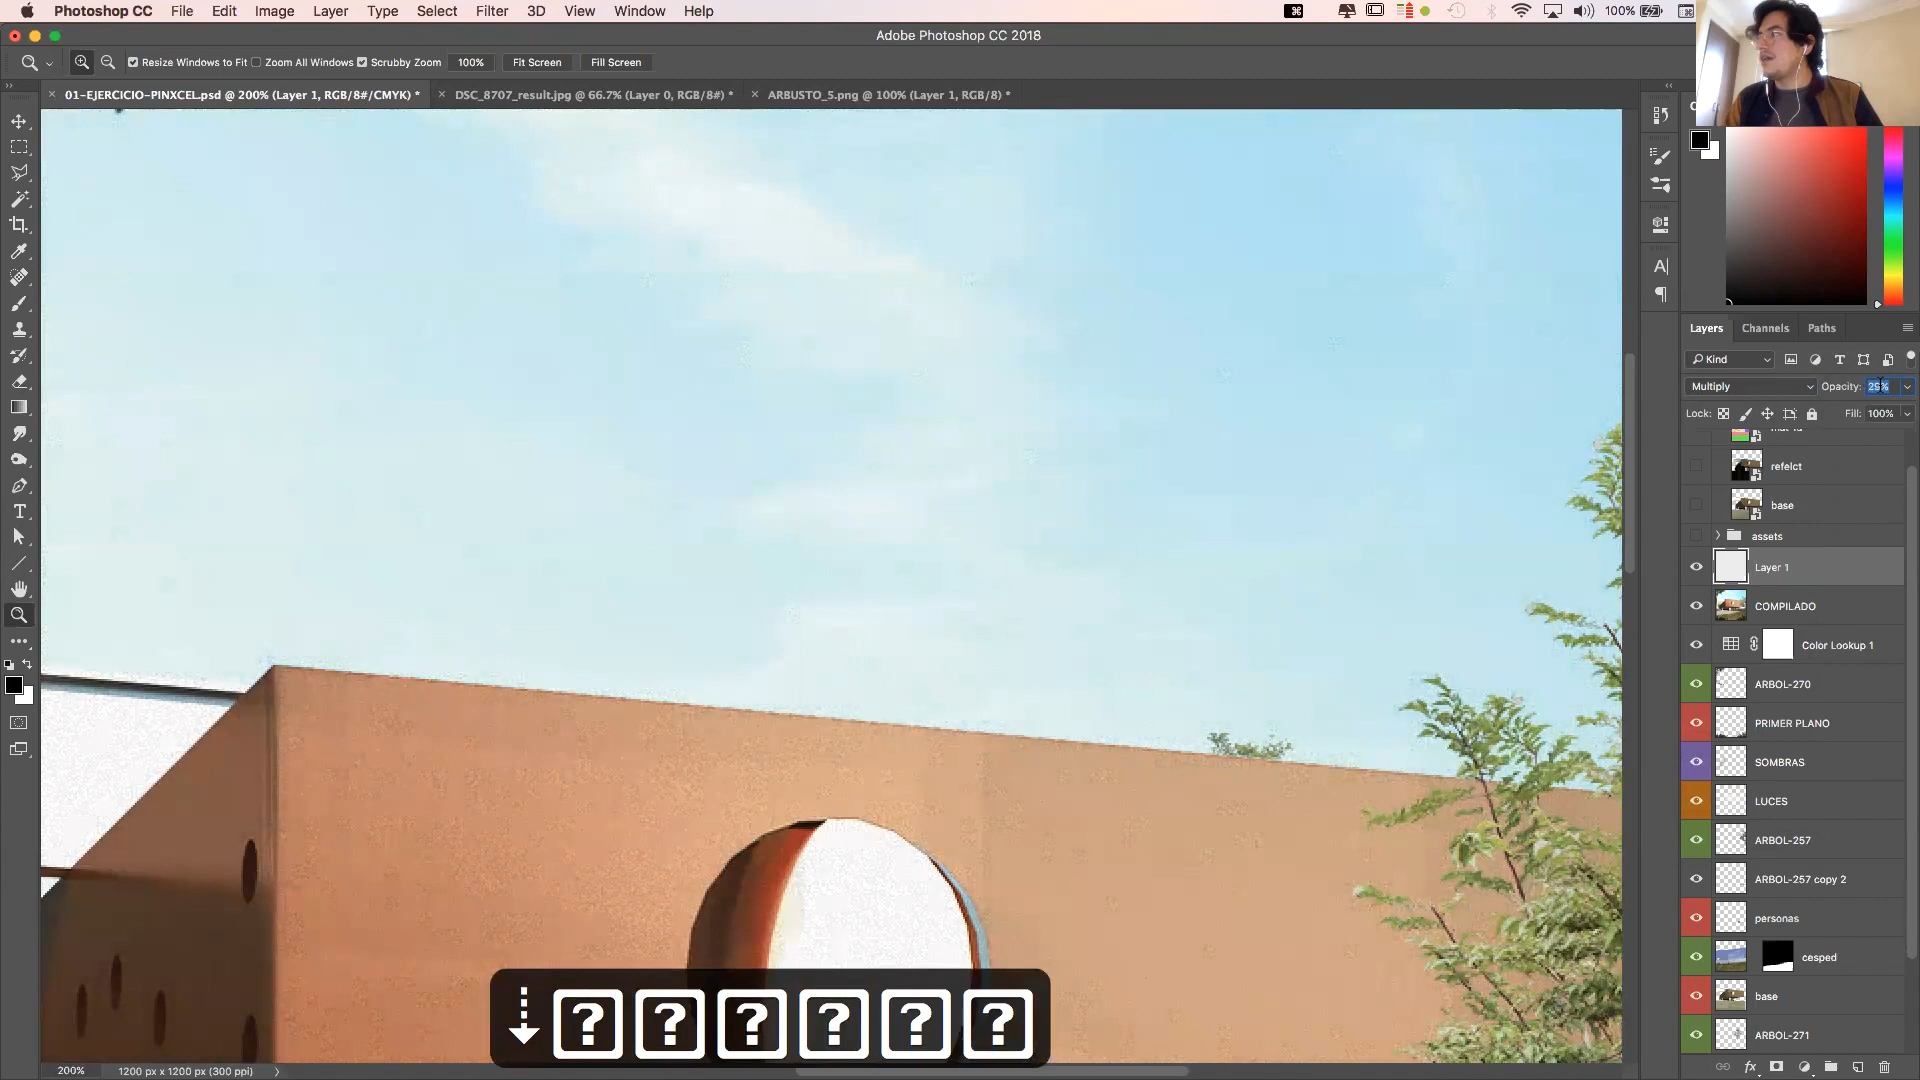 Photoshop CC File Edit Image Layer Type Select Filter 3D View Window Help 100%
Adobe Photoshop CC 2018
Resize Windows to Fit Zoom All Windows Scrubby Zoom 100% Fit Screen Fill Screen
01-EJERCICIO-PINXCEL.psd @ 200% (Layer 1, RGB/8#/CMYK) * DSC_8707_result.jpg @ 66.7% (Layer 0, RGB/8#) * ARBUSTO_5.png @ 100% (Layer 1, RGB/8) *
Layers Channels Paths
Kind
Multiply Opacity: 25%
Lock: Fill: 100%
refelct
base
assets
Layer 1
COMPILADO
Color Lookup 1
ARBOL-270
PRIMER PLANO
SOMBRAS
LUCES
ARBOL-257
ARBOL-257 copy 2
personas
cesped
base
ARBOL-271
? ? ? ? ? ?
200% 1200 px x 1200 px (300 ppi)